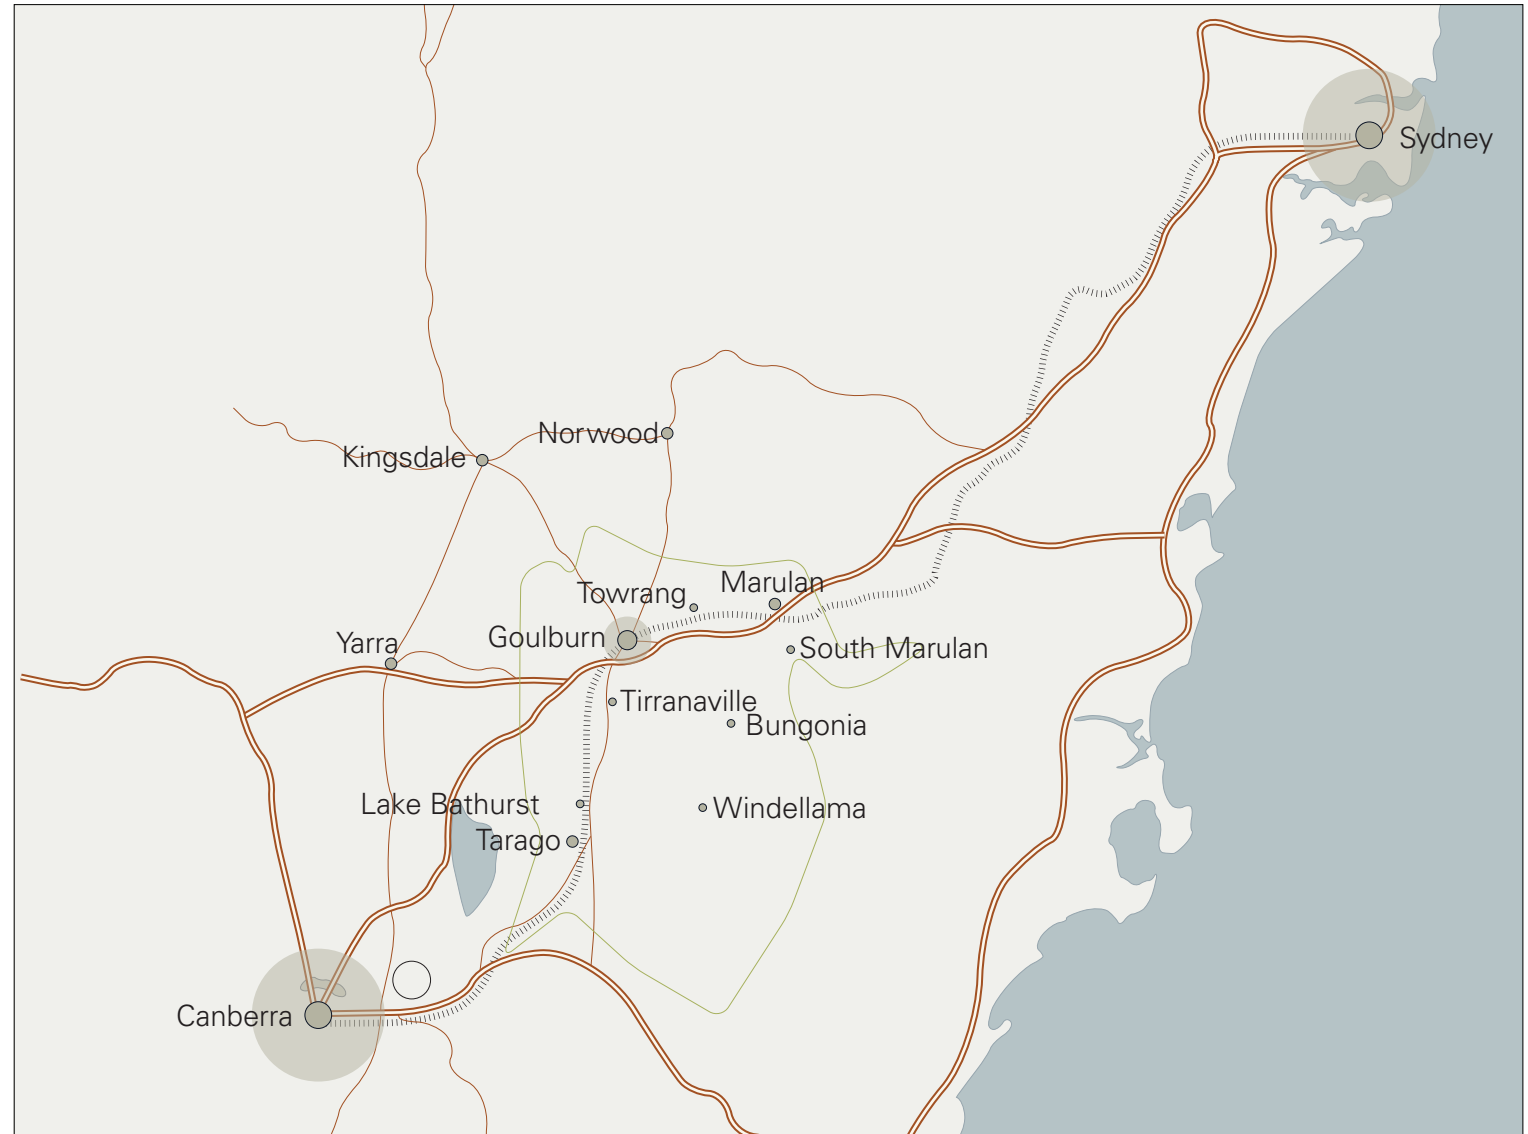 Sydney
Norwood
Kingsdale
Marulan
Towrang
Goulburn
Yarra
South Marulan
Tirranaville
Bungonia
Lake Bathurst
Windellama
Tarago
Canberra